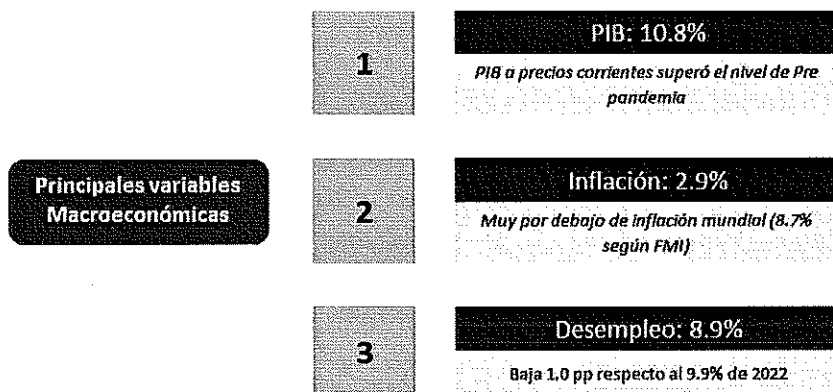 Principales variables
Macroeconómicas
1
PIB: 10.8%
PIB a precios corrientes superó el nivel de Pre
pandemia
2
Inflación: 2.9%
Muy por debajo de inflación mundial (8.7%
según FMI)
3
Desempleo: 8.9%
Baja 1.0 pp respecto al 9.9% de 2022